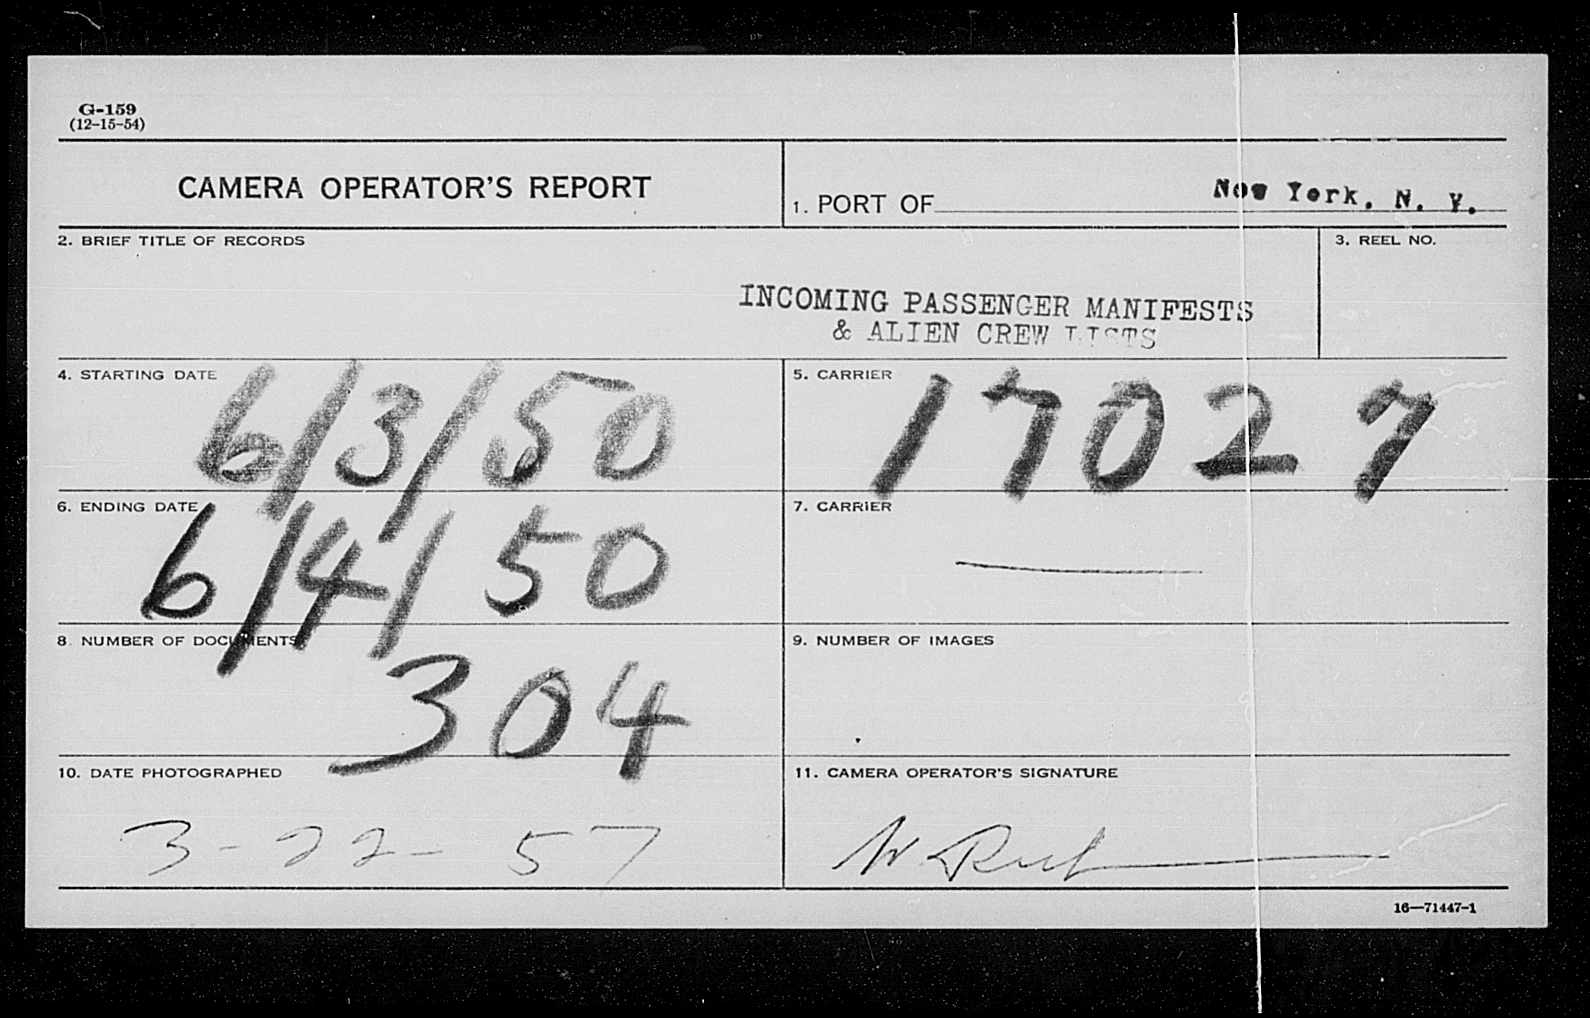 G-159
(12-15-54)
CAMERA OPERATOR'S REPORT
1. PORT OF New York, N. Y.
2. BRIEF TITLE OF RECORDS
3. REEL NO.
INCOMING PASSENGER MANIFESTS
& ALIEN CREW LISTS
4. STARTING DATE
6/3/50
5. CARRIER
17027
6. ENDING DATE
6/4/50
7. CARRIER
8. NUMBER OF DOCUMENTS
304
9. NUMBER OF IMAGES
10. DATE PHOTOGRAPHED
3-22-57
11. CAMERA OPERATOR'S SIGNATURE
W
16—71447-1